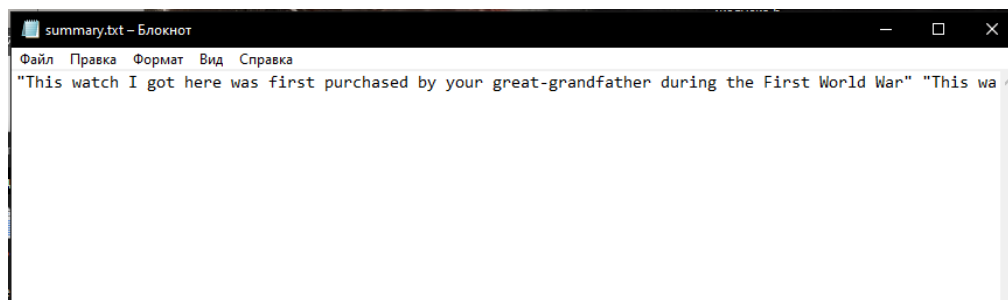 summary.txt – Блокнот
Файл Правка Формат Вид Справка
"This watch I got here was first purchased by your great-grandfather during the First World War" "This wa